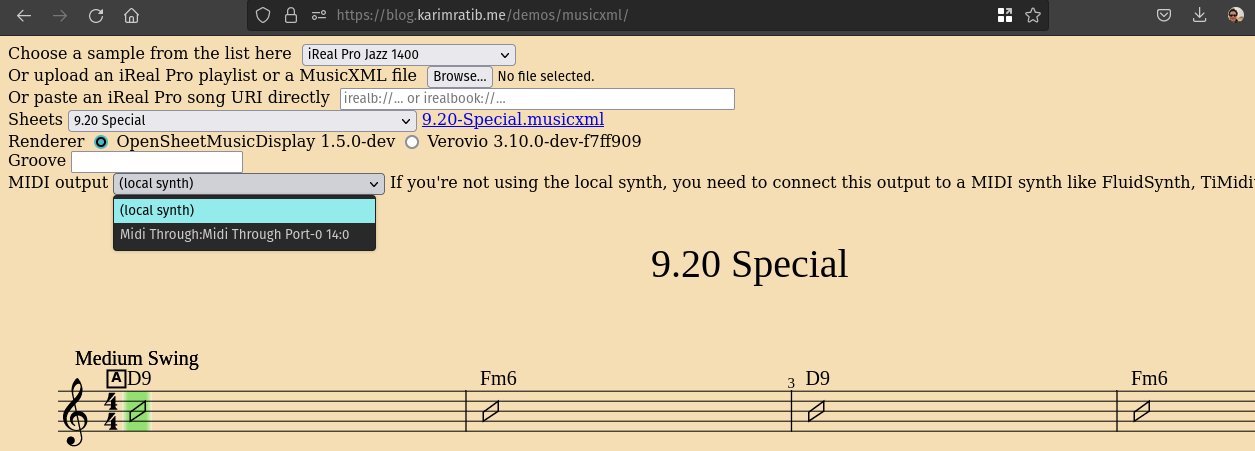 https://blog.karimratib.me/demos/musicxml/
Choose a sample from the list here iReal Pro Jazz 1400
Or upload an iReal Pro playlist or a MusicXML file Browse... No file selected.
Or paste an iReal Pro song URI directly irealb://... or irealbook://...
Sheets 9.20 Special 9.20-Special.musicxml
Renderer OpenSheetMusicDisplay 1.5.0-dev Verovio 3.10.0-dev-f7ff909
Groove
MIDI output (local synth) If you're not using the local synth, you need to connect this output to a MIDI synth like FluidSynth, TiMidit
(local synth)
Midi Through:Midi Through Port-0 14:0
9.20 Special
Medium Swing
A D9 Fm6 3 D9 Fm6
4
4